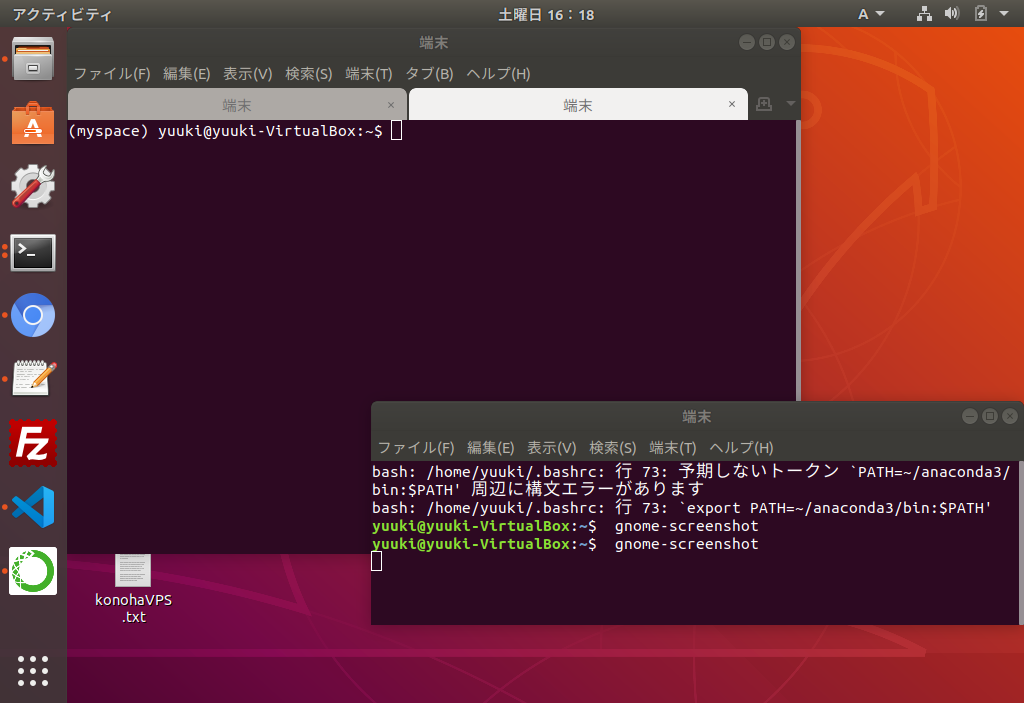 アクティビティ
土曜日 16：18
A
端末
ファイル(F) 編集(E) 表示(V) 検索(S) 端末(T) タブ(B) ヘルプ(H)
端末 ×
端末 ×
(myspace) yuuki@yuuki-VirtualBox:~$
端末
ファイル(F) 編集(E) 表示(V) 検索(S) 端末(T) ヘルプ(H)
bash: /home/yuuki/.bashrc: 行 73: 予期しないトークン `PATH=~/anaconda3/
bin:$PATH' 周辺に構文エラーがあります
bash: /home/yuuki/.bashrc: 行 73: `export PATH=~/anaconda3/bin:$PATH'
yuuki@yuuki-VirtualBox:~$  gnome-screenshot
yuuki@yuuki-VirtualBox:~$  gnome-screenshot
konohaVPS
.txt